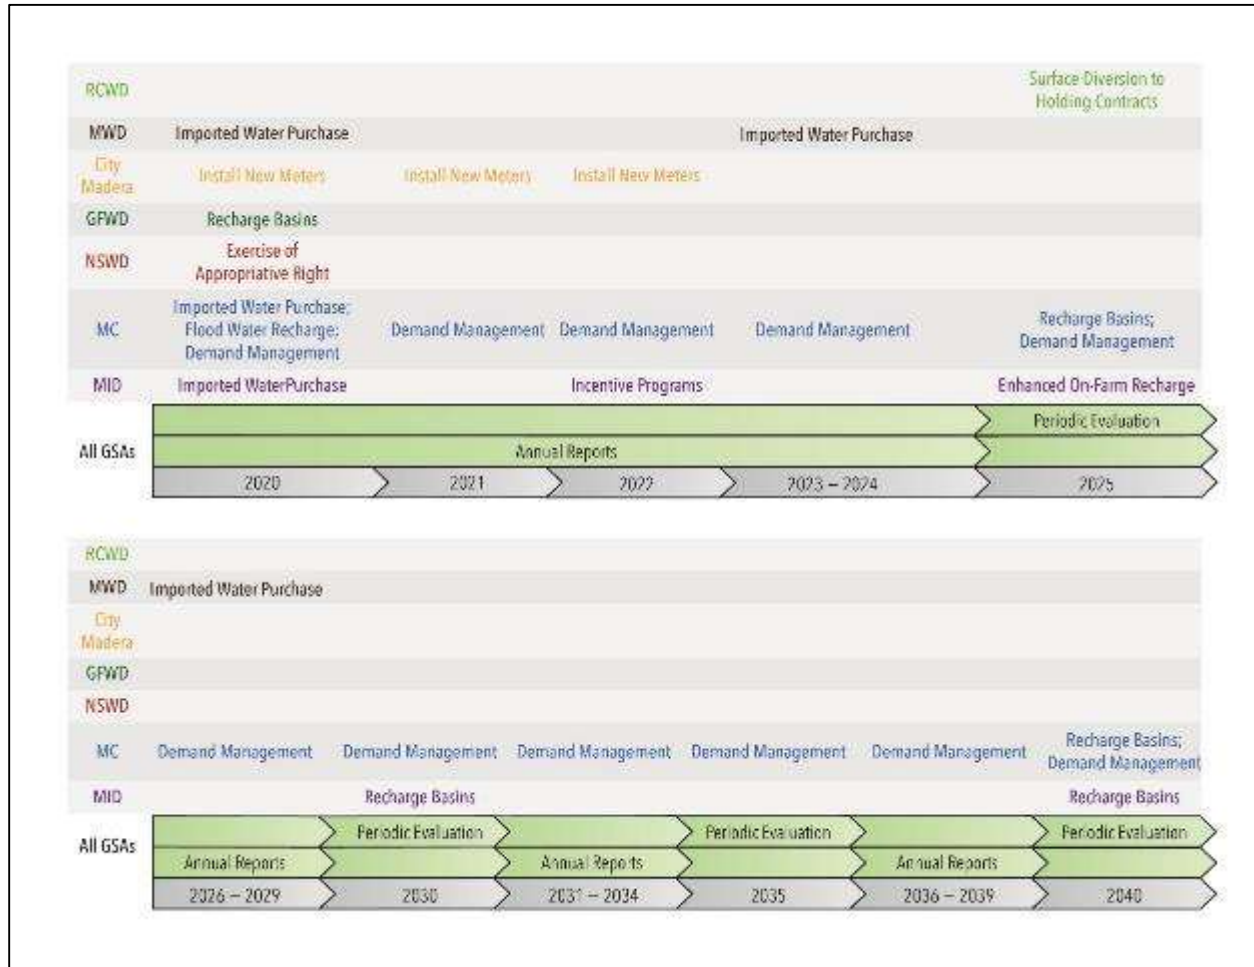 RCWD
Surface Diversion to
Holding Contracts
MWD Imported Water Purchase Imported Water Purchase
City
Madera
Install New Meters Install New Meters Install New Meters
GFWD Recharge Basins
NSWD
Exercise of
Appropriative Right
MC
Imported Water Purchase;
Flood Water Recharge;
Demand Management
Demand Management Demand Management Demand Management
Recharge Basins;
Demand Management
MID Imported WaterPurchase Incentive Programs Enhanced On-Farm Recharge
All GSAs
Periodic Evaluation
Annual Reports
2020 2021 2022 2023 – 2024 2025
RCWD
MWD Imported Water Purchase
City
Madera
GFWD
NSWD
MC Demand Management Demand Management Demand Management Demand Management Demand Management
Recharge Basins;
Demand Management
MID Recharge Basins Recharge Basins
All GSAs
Periodic Evaluation Periodic Evaluation Periodic Evaluation
Annual Reports Annual Reports Annual Reports
2026 – 2029 2030 2031 – 2034 2035 2036 – 2039 2040